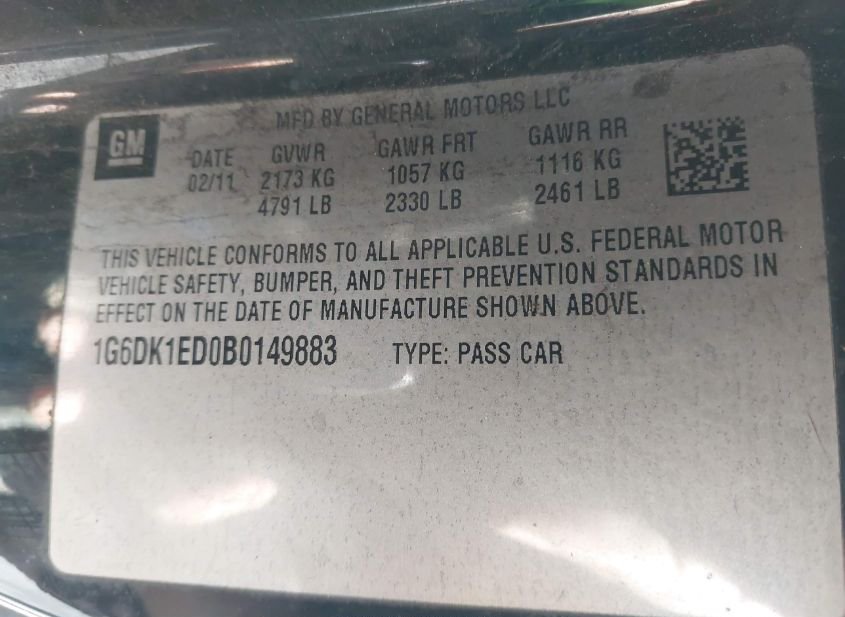 MFD BY GENERAL MOTORS LLC
GM
DATE GVWR GAWR FRT GAWR RR
02/11 2173 KG 1057 KG 1116 KG
4791 LB 2330 LB 2461 LB
THIS VEHICLE CONFORMS TO ALL APPLICABLE U.S. FEDERAL MOTOR
VEHICLE SAFETY, BUMPER, AND THEFT PREVENTION STANDARDS IN
EFFECT ON THE DATE OF MANUFACTURE SHOWN ABOVE.
1G6DK1ED0B0149883 TYPE: PASS CAR